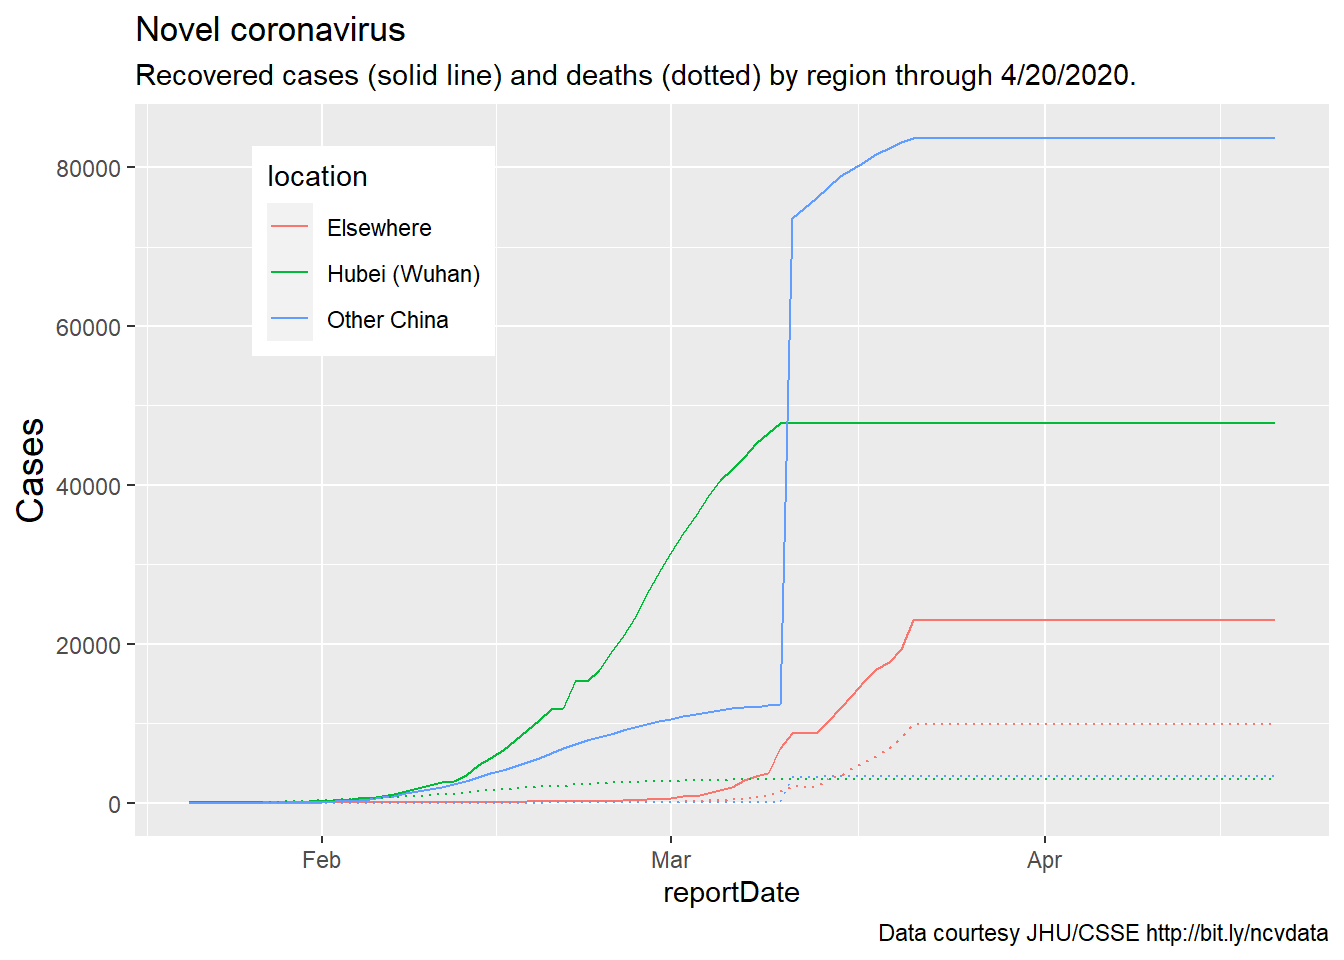 Novel coronavirus
Recovered cases (solid line) and deaths (dotted) by region through 4/20/2020.
location
Elsewhere
Hubei (Wuhan)
Other China
80000
60000
40000
20000
0
Cases
Feb Mar Apr
reportDate
Data courtesy JHU/CSSE http://bit.ly/ncvdata